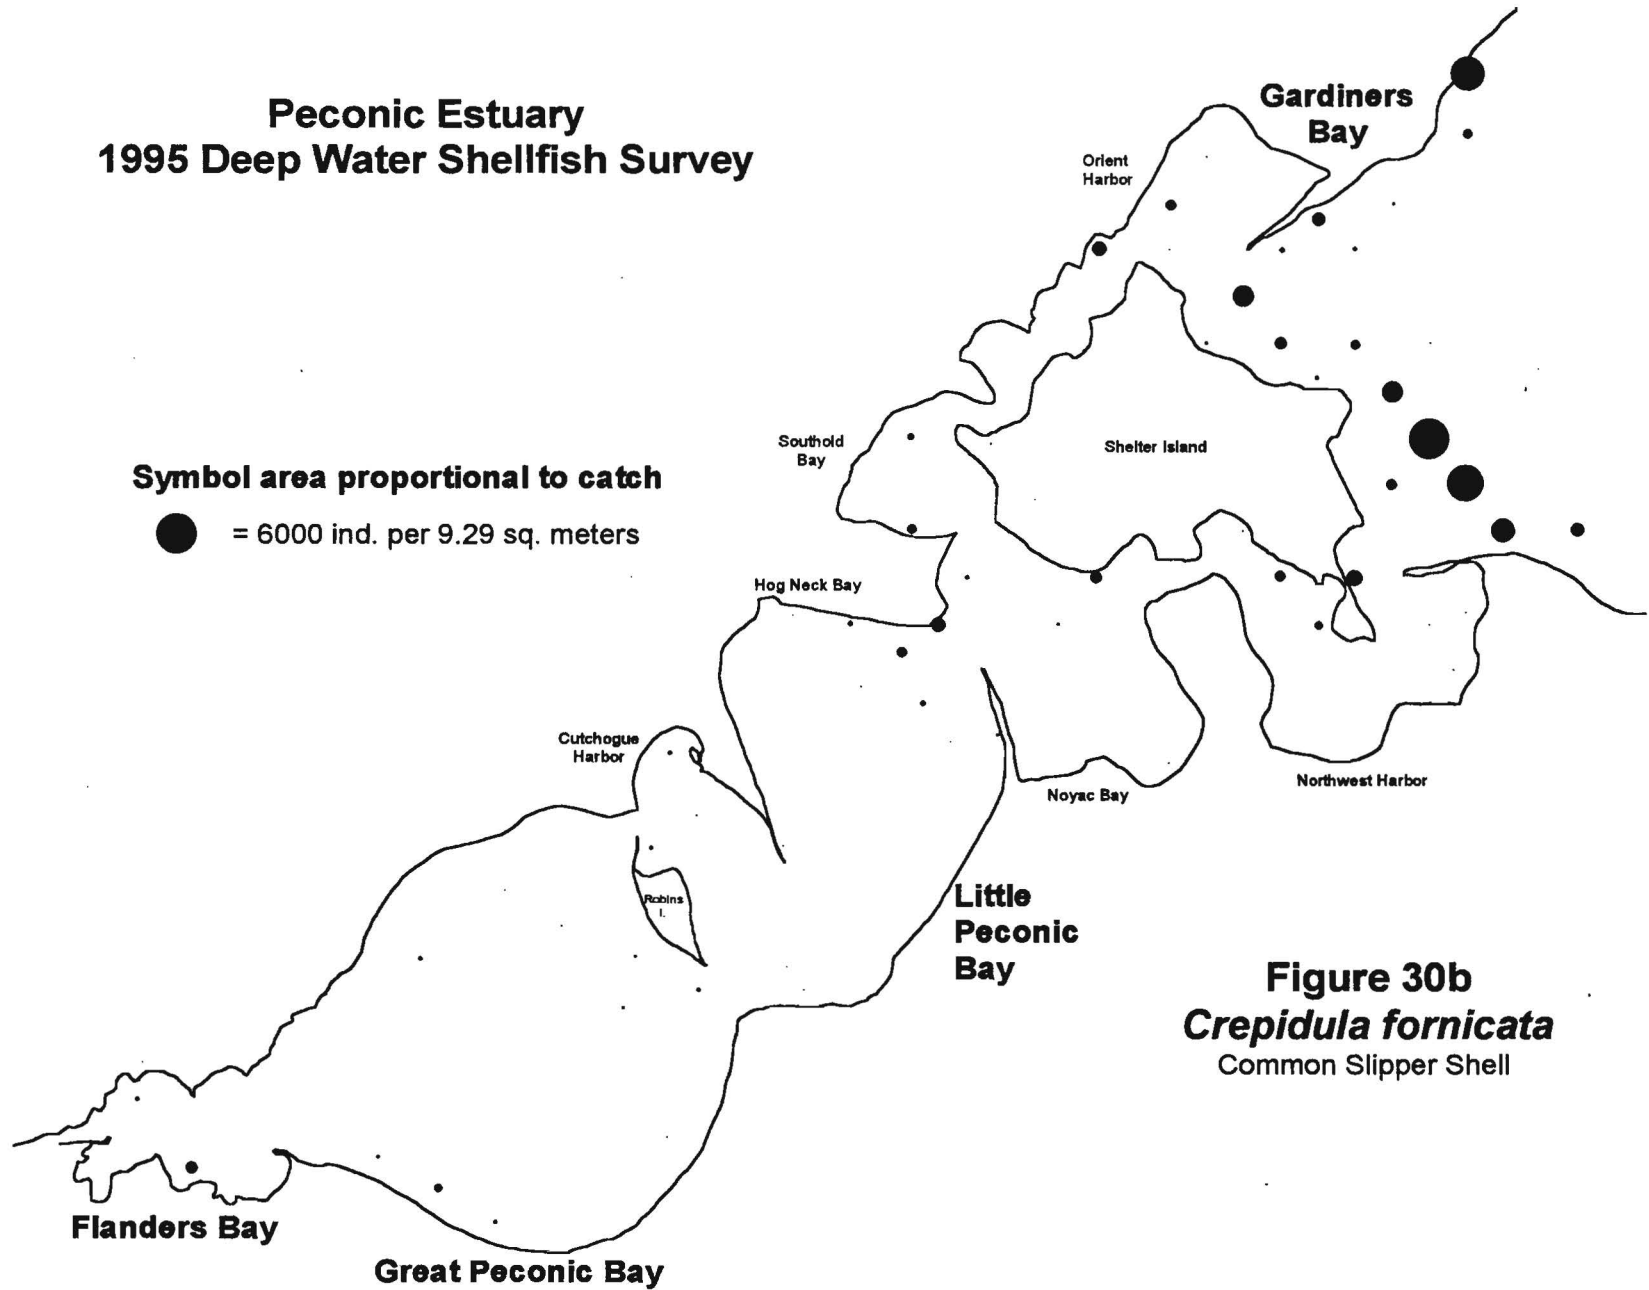 Peconic Estuary
1995 Deep Water Shellfish Survey
Gardiners
Bay
Orient
Harbor
Southold
Bay
Shelter Island
Symbol area proportional to catch
= 6000 ind. per 9.29 sq. meters
Hog Neck Bay
Cutchogue
Harbor
Noyac Bay
Northwest Harbor
Robins
I.
Little
Peconic
Bay
Figure 30b
Crepidula fornicata
Common Slipper Shell
Flanders Bay
Great Peconic Bay